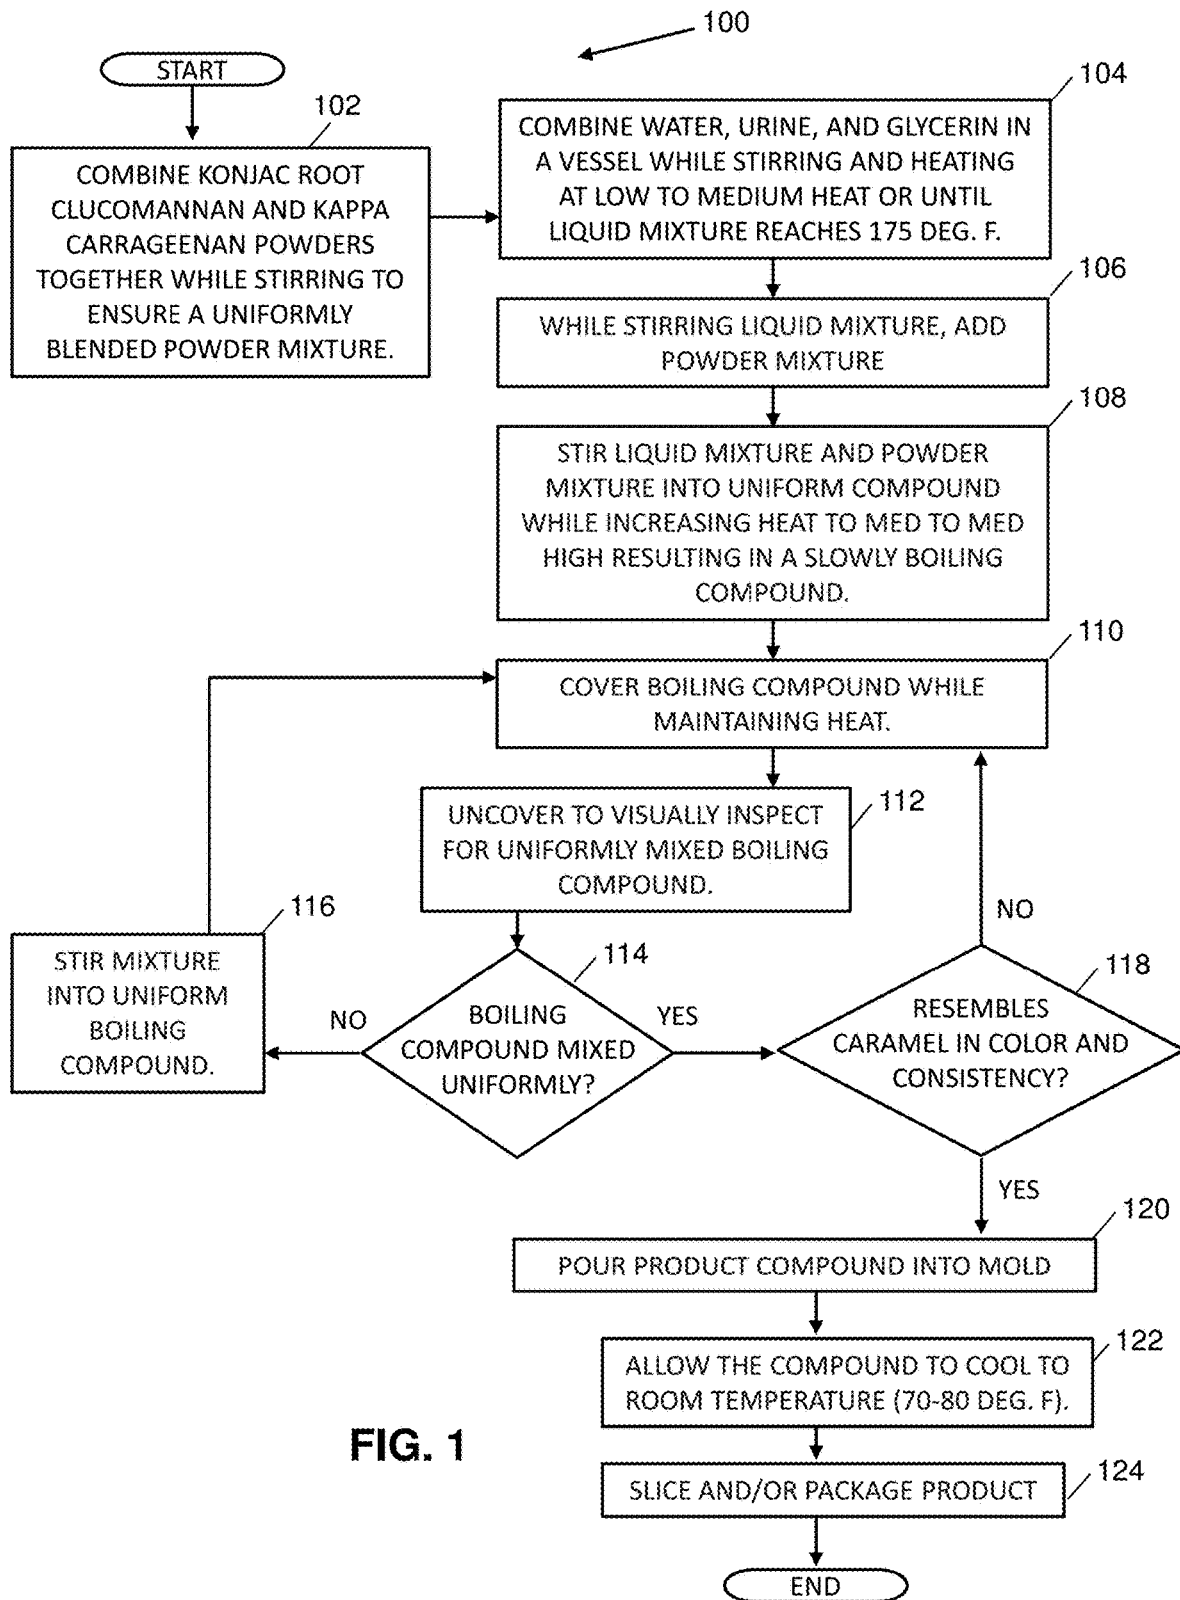 100
START
102
COMBINE KONJAC ROOT
CLUCOMANNAN AND KAPPA
CARRAGEENAN POWDERS
TOGETHER WHILE STIRRING TO
ENSURE A UNIFORMLY
BLENDED POWDER MIXTURE.
104
COMBINE WATER, URINE, AND GLYCERIN IN
A VESSEL WHILE STIRRING AND HEATING
AT LOW TO MEDIUM HEAT OR UNTIL
LIQUID MIXTURE REACHES 175 DEG. F.
106
WHILE STIRRING LIQUID MIXTURE, ADD
POWDER MIXTURE
108
STIR LIQUID MIXTURE AND POWDER
MIXTURE INTO UNIFORM COMPOUND
WHILE INCREASING HEAT TO MED TO MED
HIGH RESULTING IN A SLOWLY BOILING
COMPOUND.
110
COVER BOILING COMPOUND WHILE
MAINTAINING HEAT.
112
UNCOVER TO VISUALLY INSPECT
FOR UNIFORMLY MIXED BOILING
COMPOUND.
114
BOILING
COMPOUND MIXED
UNIFORMLY?
NO
YES
116
STIR MIXTURE
INTO UNIFORM
BOILING
COMPOUND.
118
RESEMBLES
CARAMEL IN COLOR AND
CONSISTENCY?
NO
YES
120
POUR PRODUCT COMPOUND INTO MOLD
122
ALLOW THE COMPOUND TO COOL TO
ROOM TEMPERATURE (70-80 DEG. F).
124
SLICE AND/OR PACKAGE PRODUCT
END
FIG. 1